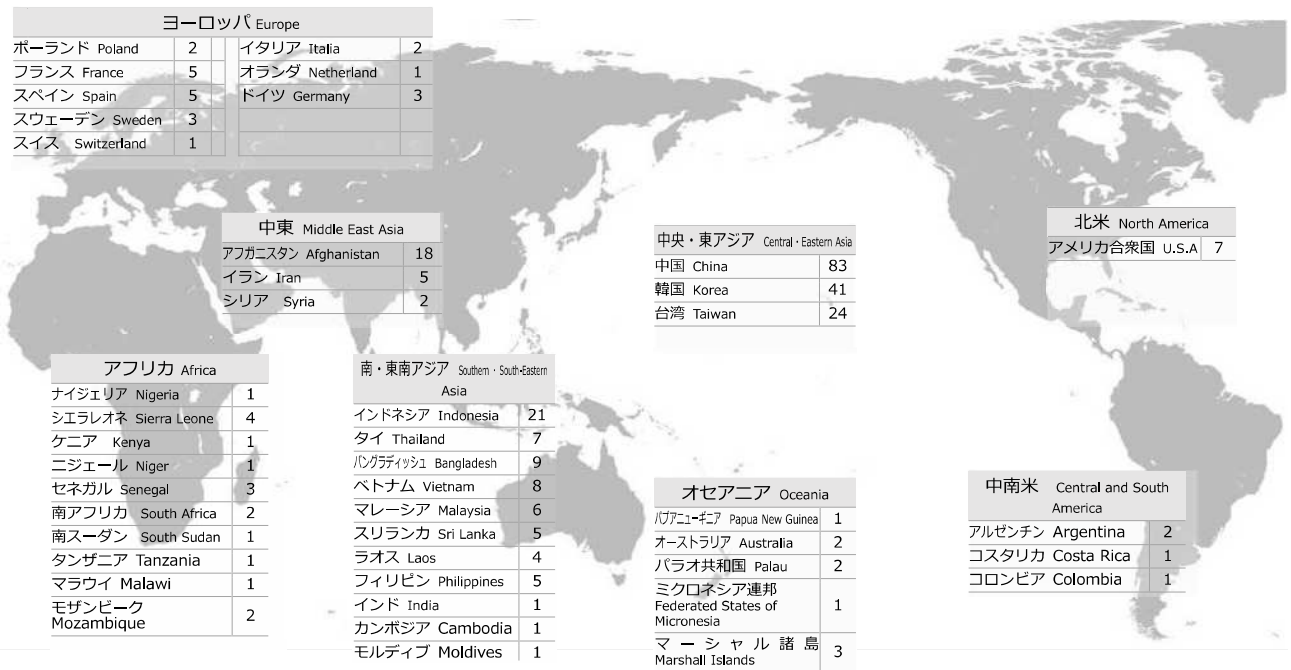 ヨーロッパ Europe
ポーランド Poland 2 イタリア Italia 2
フランス France 5 オランダ Netherland 1
スペイン Spain 5 ドイツ Germany 3
スウェーデン Sweden 3
スイス Switzerland 1
中東 Middle East Asia
アフガニスタン Afghanistan 18
イラン Iran 5
シリア Syria 2
中央・東アジア Central・Eastern Asia
中国 China 83
韓国 Korea 41
台湾 Taiwan 24
北米 North America
アメリカ合衆国 U.S.A 7
アフリカ Africa
ナイジェリア Nigeria 1
シエラレオネ Sierra Leone 4
ケニア Kenya 1
ニジェール Niger 1
セネガル Senegal 3
南アフリカ South Africa 2
南スーダン South Sudan 1
タンザニア Tanzania 1
マラウイ Malawi 1
モザンビーク
Mozambique 2
南・東南アジア Southern・South-Eastern
Asia
インドネシア Indonesia 21
タイ Thailand 7
バングラディッシュ Bangladesh 9
ベトナム Vietnam 8
マレーシア Malaysia 6
スリランカ Sri Lanka 5
ラオス Laos 4
フィリピン Philippines 5
インド India 1
カンボジア Cambodia 1
モルディブ Moldives 1
オセアニア Oceania
パプアニューギニア Papua New Guinea 1
オーストラリア Australia 2
パラオ共和国 Palau 2
ミクロネシア連邦
Federated States of 1
Micronesia
マーシャル諸島
Marshall Islands 3
中南米 Central and South
America
アルゼンチン Argentina 2
コスタリカ Costa Rica 1
コロンビア Colombia 1